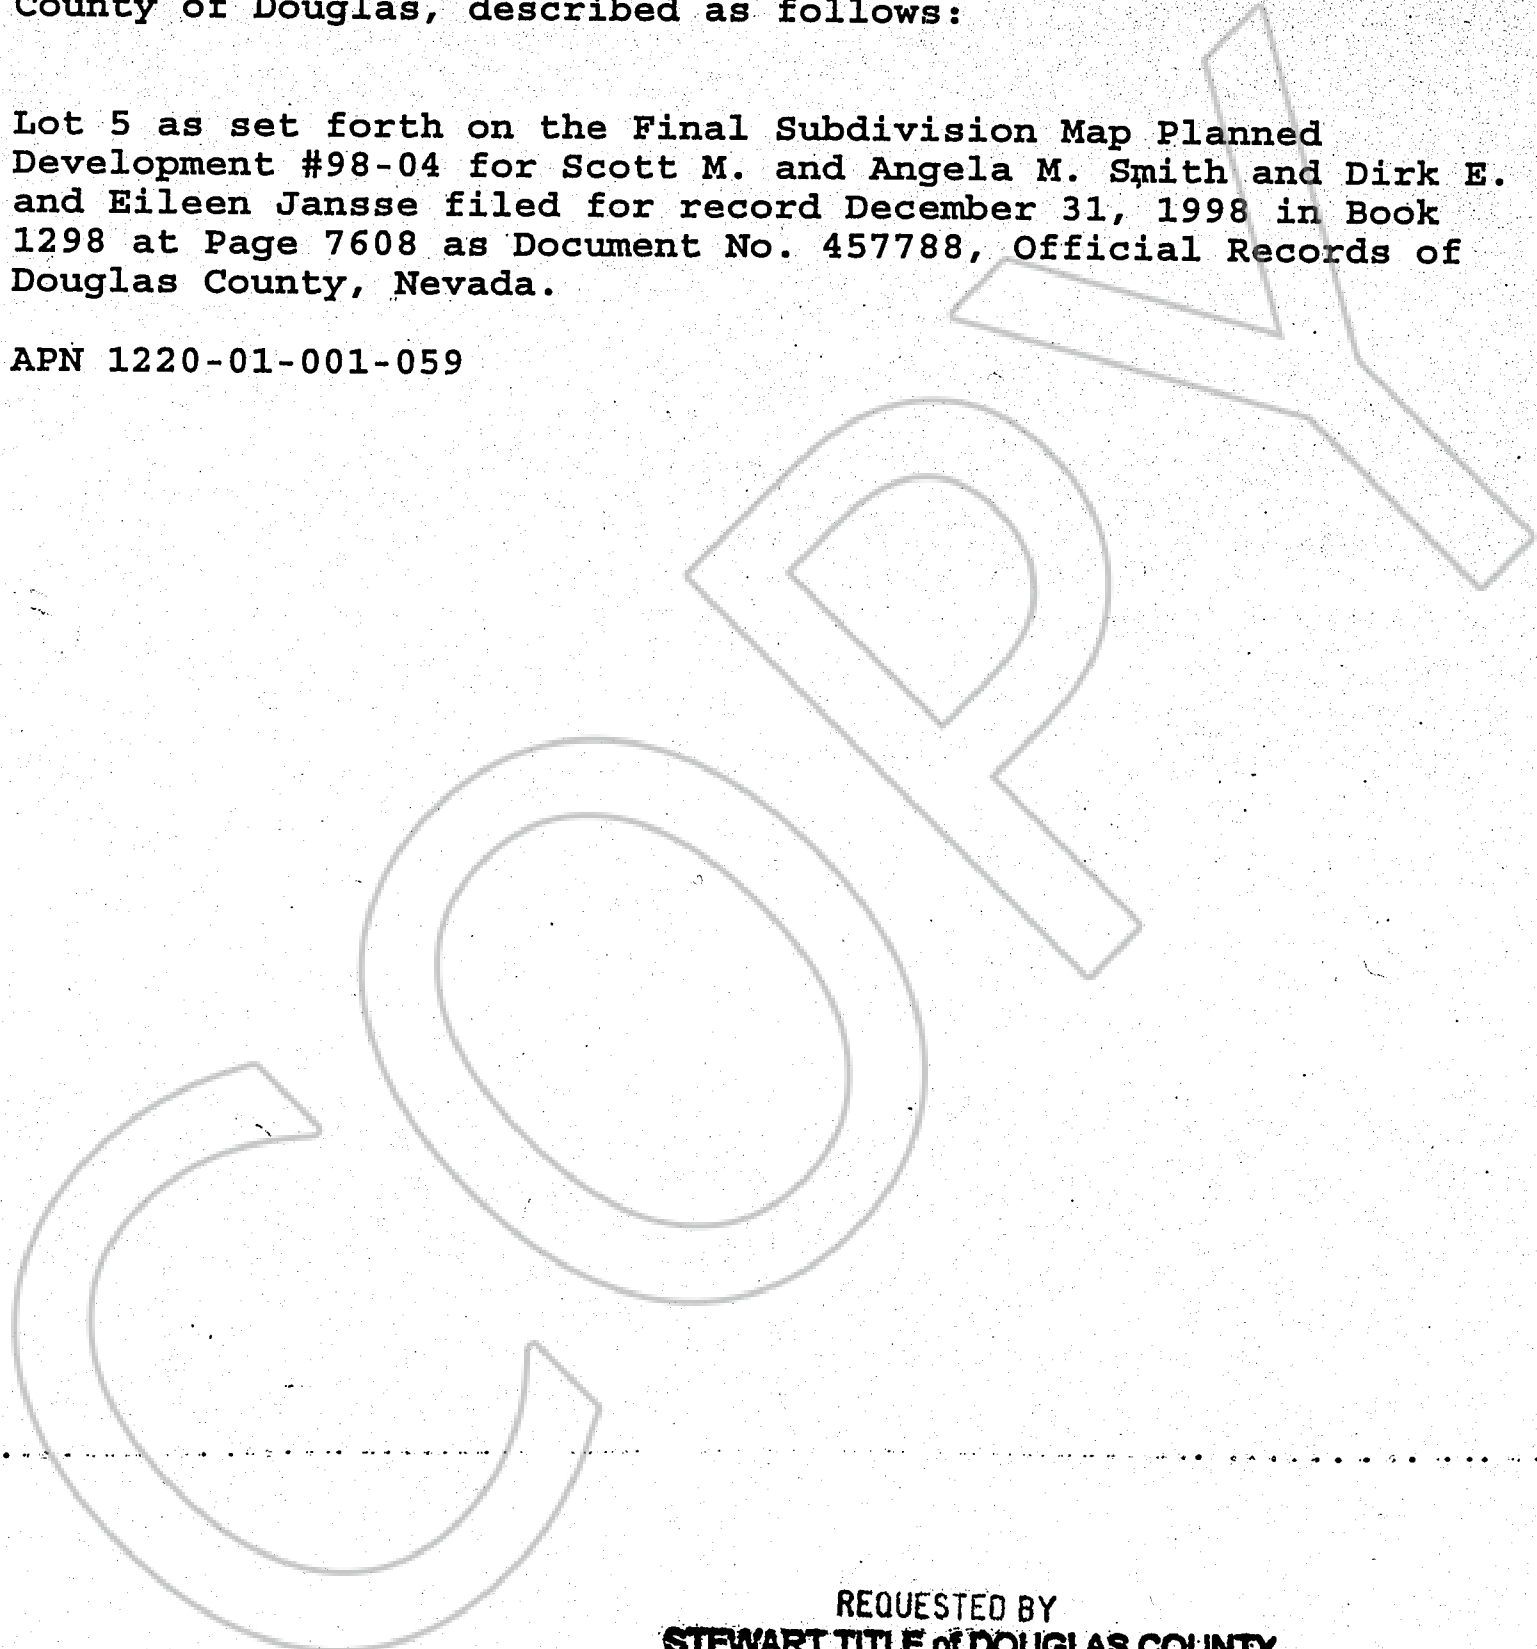 County of Douglas, described as follows:
Lot 5 as set forth on the Final Subdivision Map Planned
Development #98-04 for Scott M. and Angela M. Smith and Dirk E.
and Eileen Jansse filed for record December 31, 1998 in Book
1298 at Page 7608 as Document No. 457788, Official Records of
Douglas County, Nevada.
APN 1220-01-001-059
COPY
REQUESTED BY
STEWART TITLE of DOUGLAS COUNTY